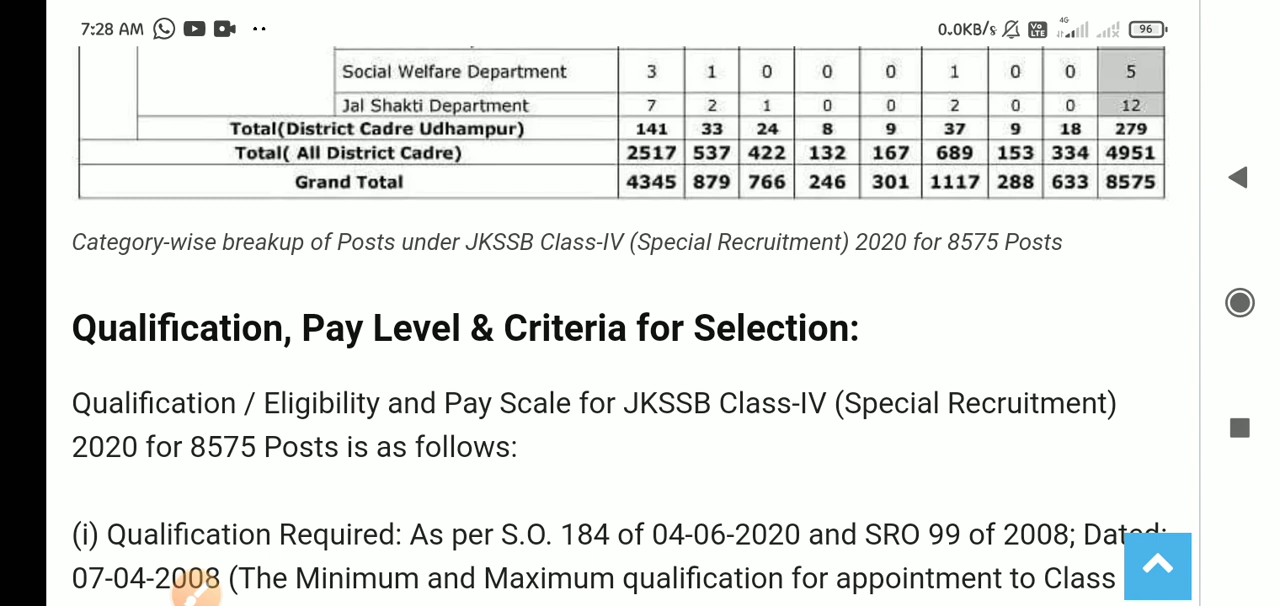 7:28 AM 0.0KB/s Vo LTE 4G 96
Social Welfare Department 3 1 0 0 0 1 0 0 5
Jal Shakti Department 7 2 1 0 0 2 0 0 12
Total(District Cadre Udhampur) 141 33 24 8 9 37 9 18 279
Total( All District Cadre) 2517 537 422 132 167 689 153 334 4951
Grand Total 4345 879 766 246 301 1117 288 633 8575
Category-wise breakup of Posts under JKSSB Class-IV (Special Recruitment) 2020 for 8575 Posts
Qualification, Pay Level & Criteria for Selection:
Qualification / Eligibility and Pay Scale for JKSSB Class-IV (Special Recruitment)
2020 for 8575 Posts is as follows:
(i) Qualification Required: As per S.O. 184 of 04-06-2020 and SRO 99 of 2008; Dated:
07-04-2008 (The Minimum and Maximum qualification for appointment to Class